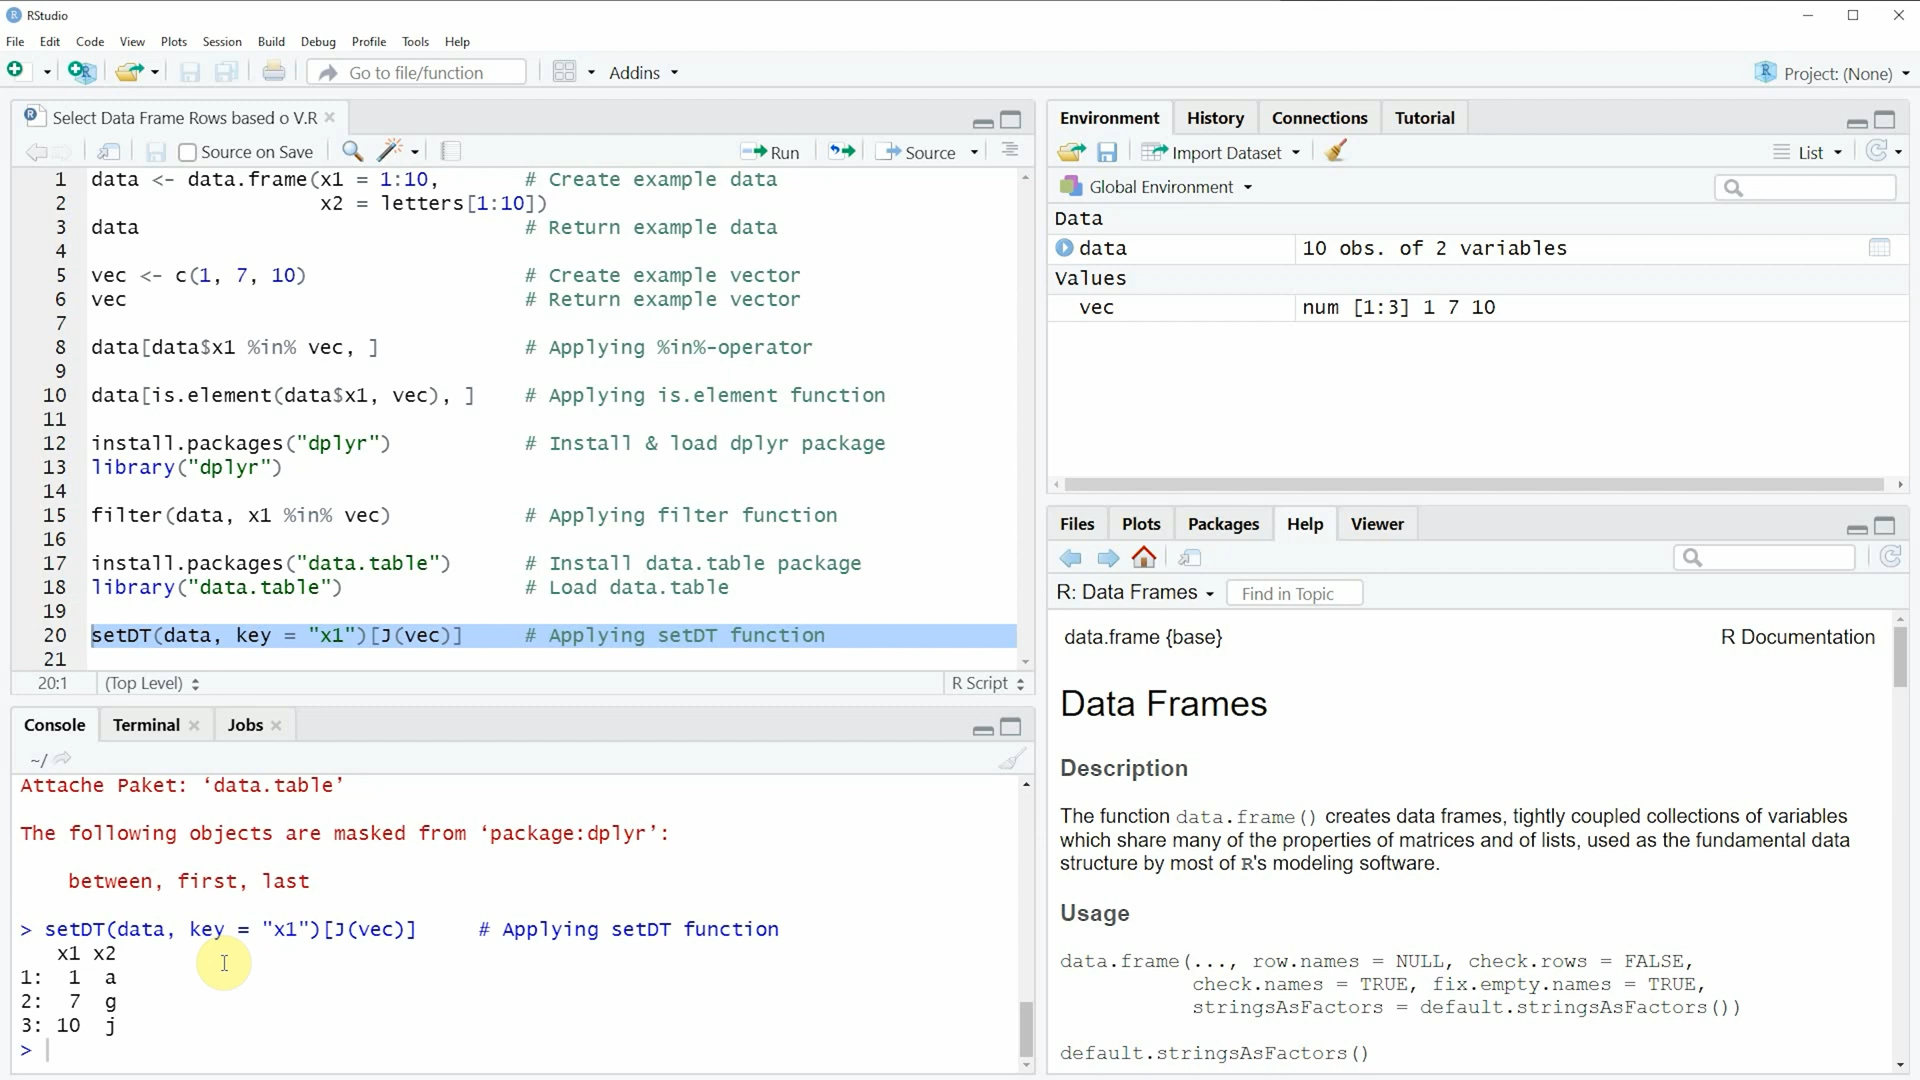 RStudio
File Edit Code View Plots Session Build Debug Profile Tools Help
Go to file/function Addins Project: (None)
Select Data Frame Rows based o V.R
Source on Save Run Source
1 data <- data.frame(x1 = 1:10, # Create example data
2 x2 = letters[1:10])
3 data # Return example data
4
5 vec <- c(1, 7, 10) # Create example vector
6 vec # Return example vector
7
8 data[data$x1 %in% vec, ] # Applying %in%-operator
9
10 data[is.element(data$x1, vec), ] # Applying is.element function
11
12 install.packages("dplyr") # Install & load dplyr package
13 library("dplyr")
14
15 filter(data, x1 %in% vec) # Applying filter function
16
17 install.packages("data.table") # Install data.table package
18 library("data.table") # Load data.table
19
20 setDT(data, key = "x1")[J(vec)] # Applying setDT function
21
20:1 (Top Level) R Script
Console Terminal Jobs
~/
Attache Paket: ‘data.table’
The following objects are masked from ‘package:dplyr’:
between, first, last
> setDT(data, key = "x1")[J(vec)] # Applying setDT function
x1 x2
1: 1 a
2: 7 g
3: 10 j
>
Environment History Connections Tutorial
Import Dataset List
Global Environment
Data
data 10 obs. of 2 variables
Values
vec num [1:3] 1 7 10
Files Plots Packages Help Viewer
R: Data Frames Find in Topic
data.frame {base} R Documentation
Data Frames
Description
The function data.frame() creates data frames, tightly coupled collections of variables
which share many of the properties of matrices and of lists, used as the fundamental data
structure by most of R's modeling software.
Usage
data.frame(..., row.names = NULL, check.rows = FALSE,
check.names = TRUE, fix.empty.names = TRUE,
stringsAsFactors = default.stringsAsFactors())
default.stringsAsFactors()